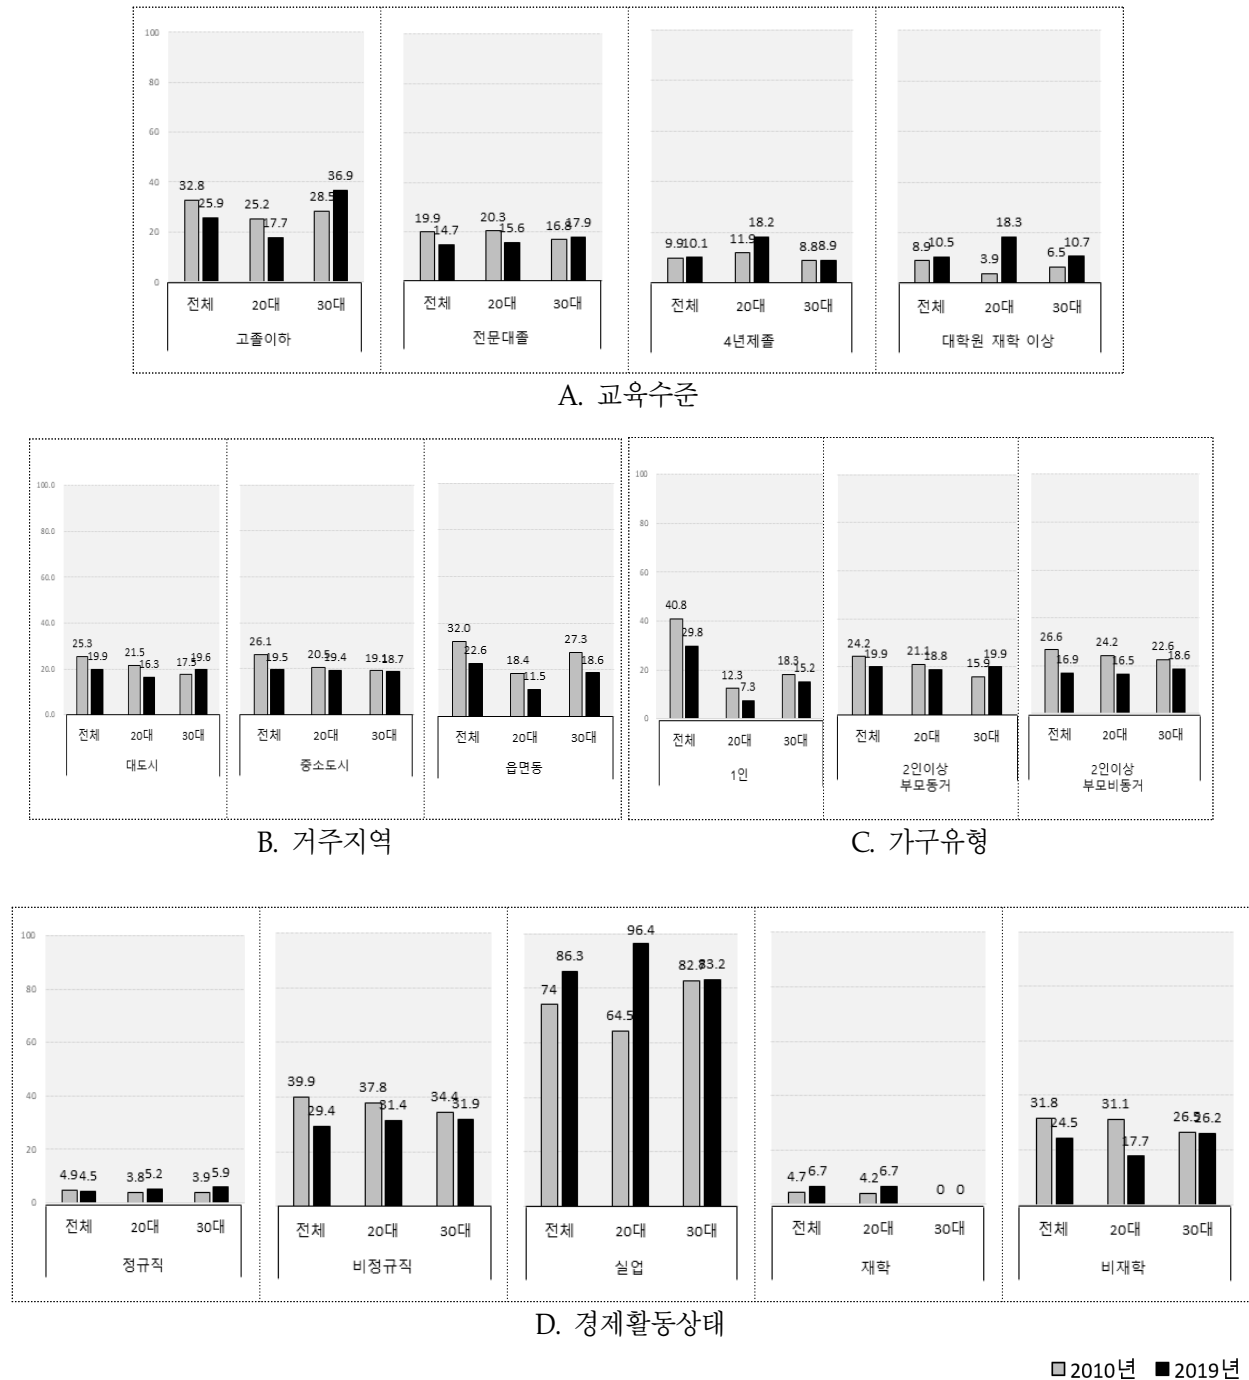 100
80
60
40
20
0
32.8 25.9 25.2 17.7 28.5 36.9
전체 20대 30대
고졸이하
19.9 14.7 20.3 15.6 16.8 17.9
전체 20대 30대
전문대졸
9.9 10.1 11.9 18.2 8.8 8.9
전체 20대 30대
4년제졸
8.9 10.5 3.9 18.3 6.5 10.7
전체 20대 30대
대학원 재학 이상
A. 교육수준
100.0
80.0
60.0
40.0
20.0
0.0
25.3 19.9 21.5 16.3 17.5 19.6
전체 20대 30대
대도시
26.1 19.5 20.5 19.4 19.1 18.7
전체 20대 30대
중소도시
32.0 22.6 18.4 11.5 27.3 18.6
전체 20대 30대
읍면동
B. 거주지역
100
80
60
40
20
0
40.8 29.8 12.3 7.3 18.3 15.2
전체 20대 30대
1인
24.2 19.9 21.1 18.8 15.9 19.9
전체 20대 30대
2인이상
부모동거
26.6 16.9 24.2 16.5 22.6 18.6
전체 20대 30대
2인이상
부모비동거
C. 가구유형
100
80
60
40
20
0
4.9 4.5 3.8 5.2 3.9 5.9
전체 20대 30대
정규직
39.9 29.4 37.8 31.4 34.4 31.9
전체 20대 30대
비정규직
74 86.3 64.5 96.4 82.7 83.2
전체 20대 30대
실업
4.7 6.7 4.2 6.7 0 0
전체 20대 30대
재학
31.8 24.5 31.1 17.7 26.5 26.2
전체 20대 30대
비재학
D. 경제활동상태
2010년 2019년